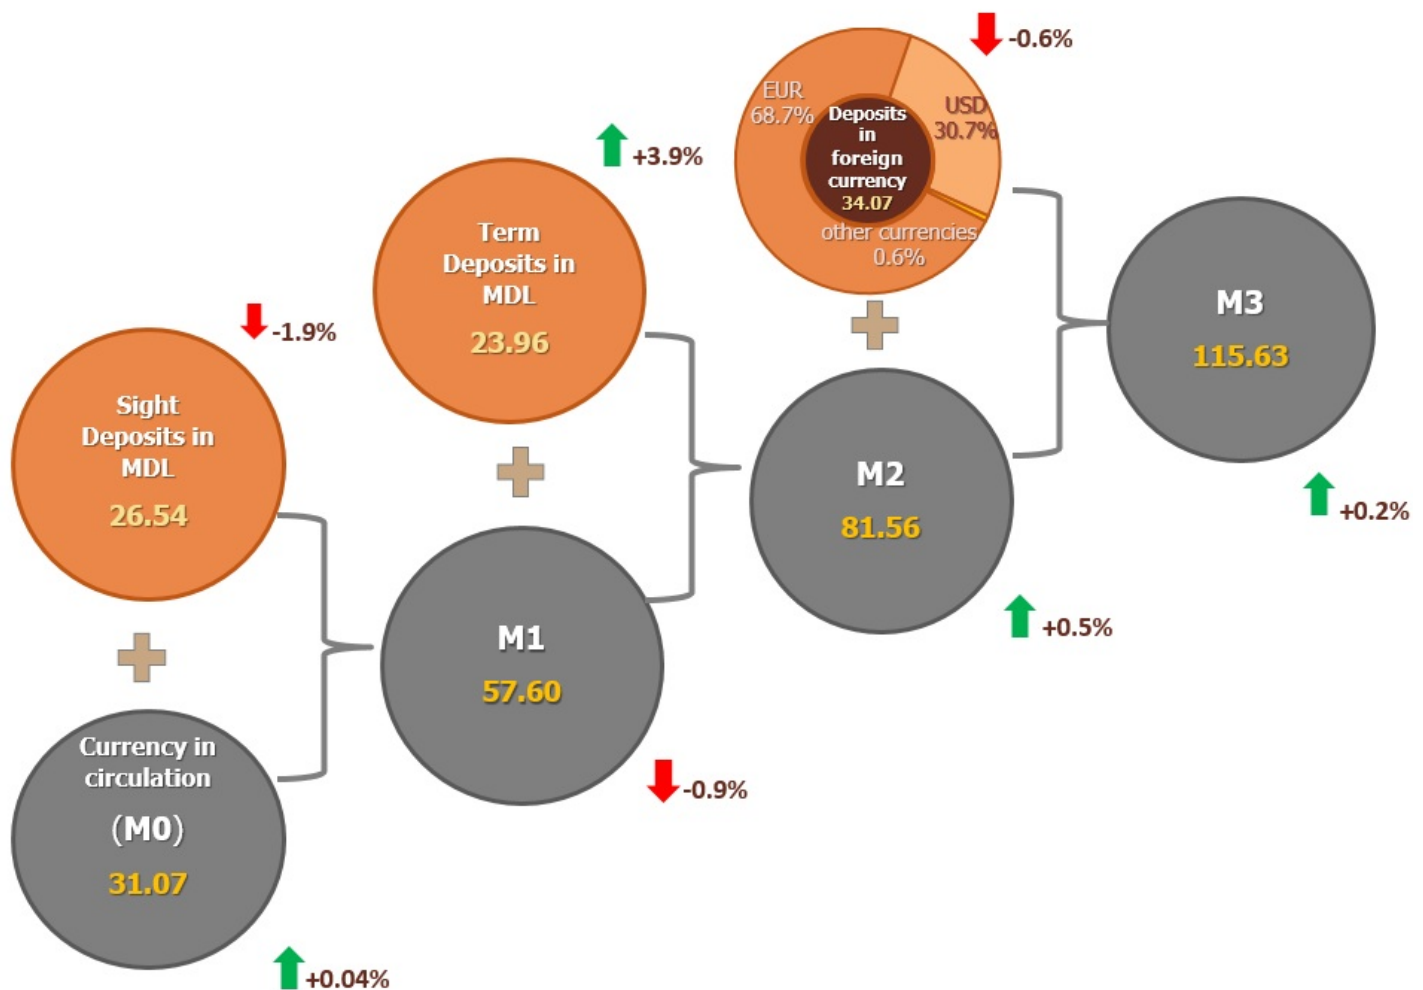 Sight
Deposits in
MDL
26.54
-1.9%
Currency in
circulation
(M0)
31.07
+0.04%
Term
Deposits in
MDL
23.96
+3.9%
M1
57.60
-0.9%
EUR
68.7%
USD
30.7%
Deposits
in
foreign
currency
34.07
other currencies
0.6%
-0.6%
M2
81.56
+0.5%
M3
115.63
+0.2%